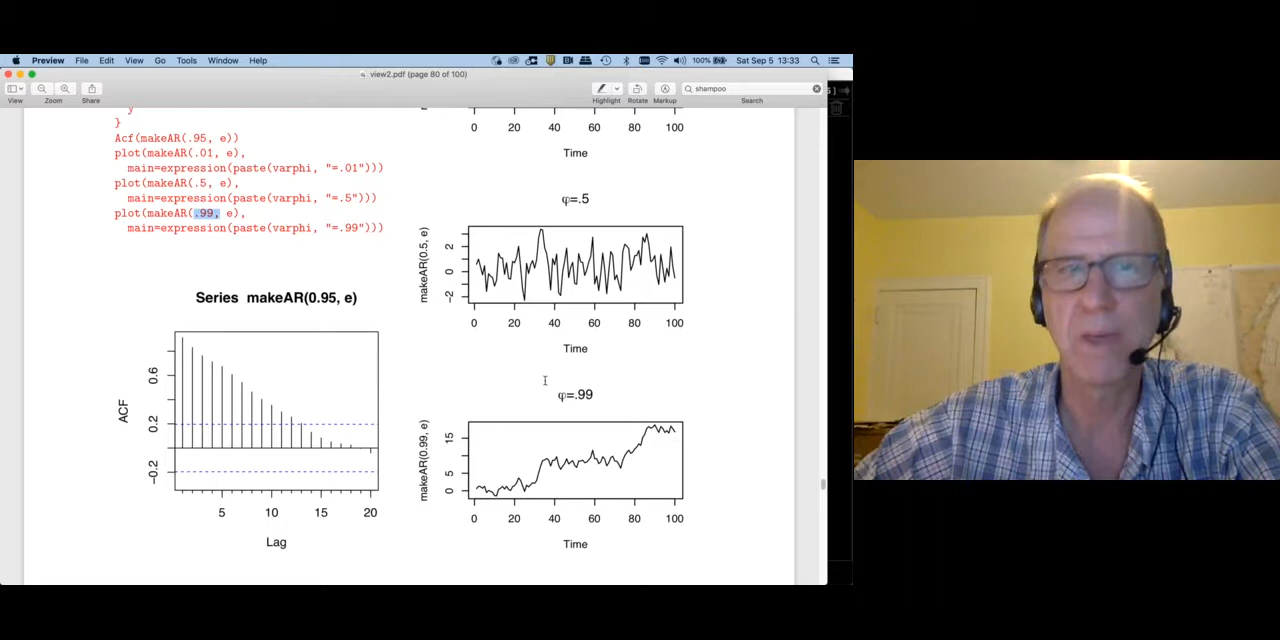 Preview File Edit View Go Tools Window Help 100% Sat Sep 5 13:33
view2.pdf (page 80 of 100)
shampoo
View Zoom Share Highlight Rotate Markup Search
}
Acf(makeAR(.95, e))
plot(makeAR(.01, e),
main=expression(paste(varphi, "=.01")))
plot(makeAR(.5, e),
main=expression(paste(varphi, "=.5")))
plot(makeAR(.99, e),
main=expression(paste(varphi, "=.99")))
Series makeAR(0.95, e)
ACF
0.6
0.2
-0.2
5 10 15 20
Lag
0 20 40 60 80 100
Time
φ=.5
makeAR(0.5, e)
2
0
-2
0 20 40 60 80 100
Time
φ=.99
makeAR(0.99, e)
15
5
0
0 20 40 60 80 100
Time